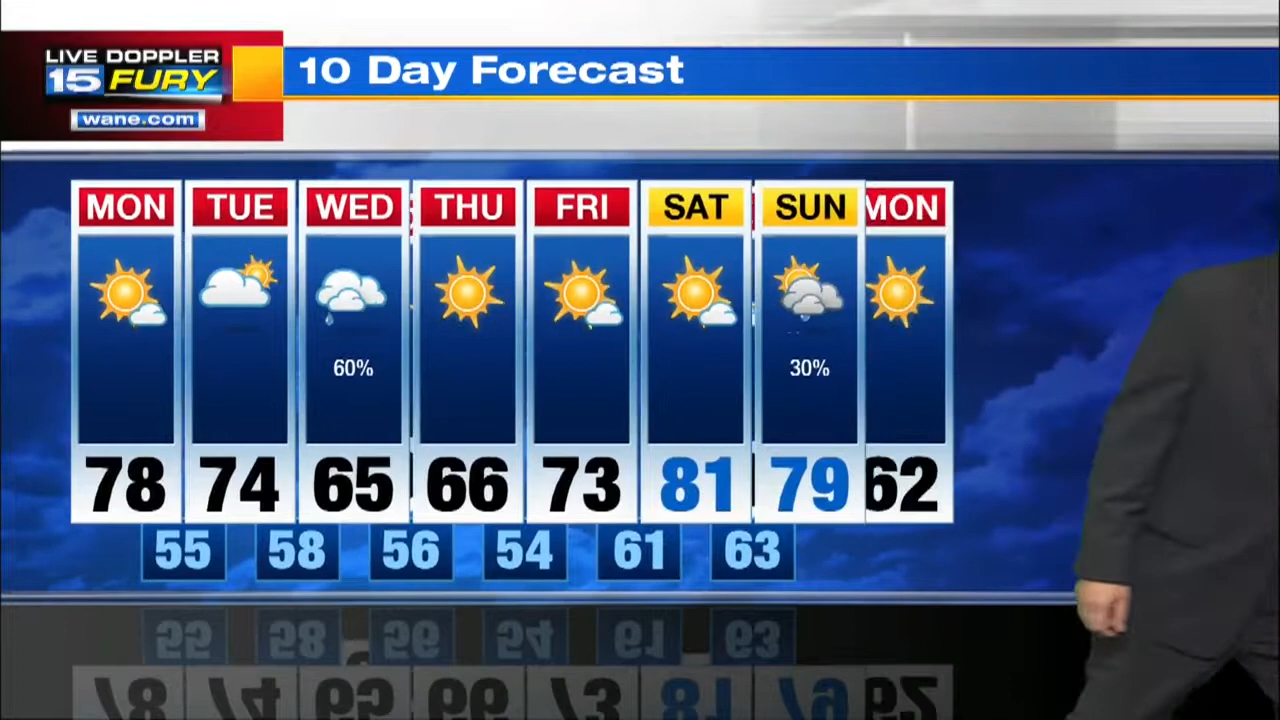 LIVE DOPPLER
15 FURY
wane.com
10 Day Forecast
MON TUE WED THU FRI SAT SUN MON
60% 30%
78 74 65 66 73 81 79 62
55 58 56 54 61 63